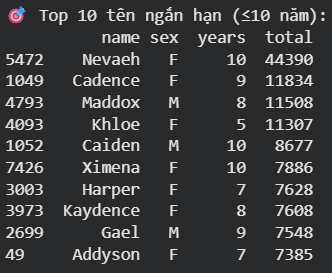 🎯 Top 10 tên ngắn hạn (≤10 năm):
name sex years total
5472 Nevaeh F 10 44390
1049 Cadence F 9 11834
4793 Maddox M 8 11508
4093 Khloe F 5 11307
1052 Caiden M 10 8677
7426 Ximena F 10 7886
3003 Harper F 7 7628
3973 Kaydence F 8 7608
2699 Gael M 9 7548
49 Addyson F 7 7385